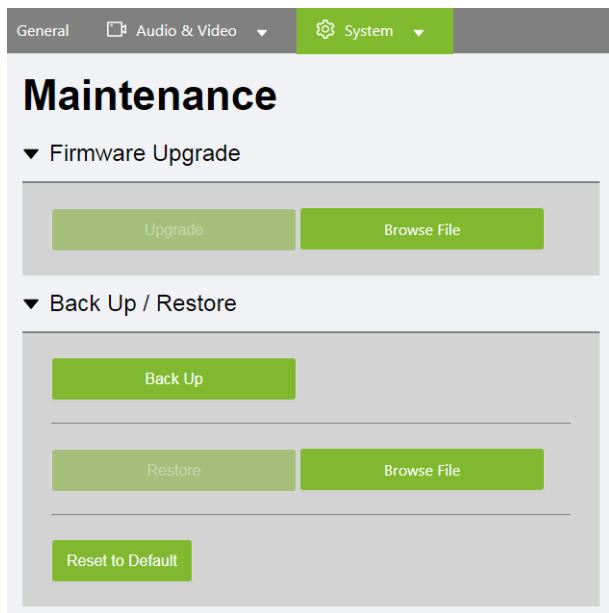 General Audio & Video System
Maintenance
Firmware Upgrade
Upgrade Browse File
Back Up / Restore
Back Up
Restore Browse File
Reset to Default